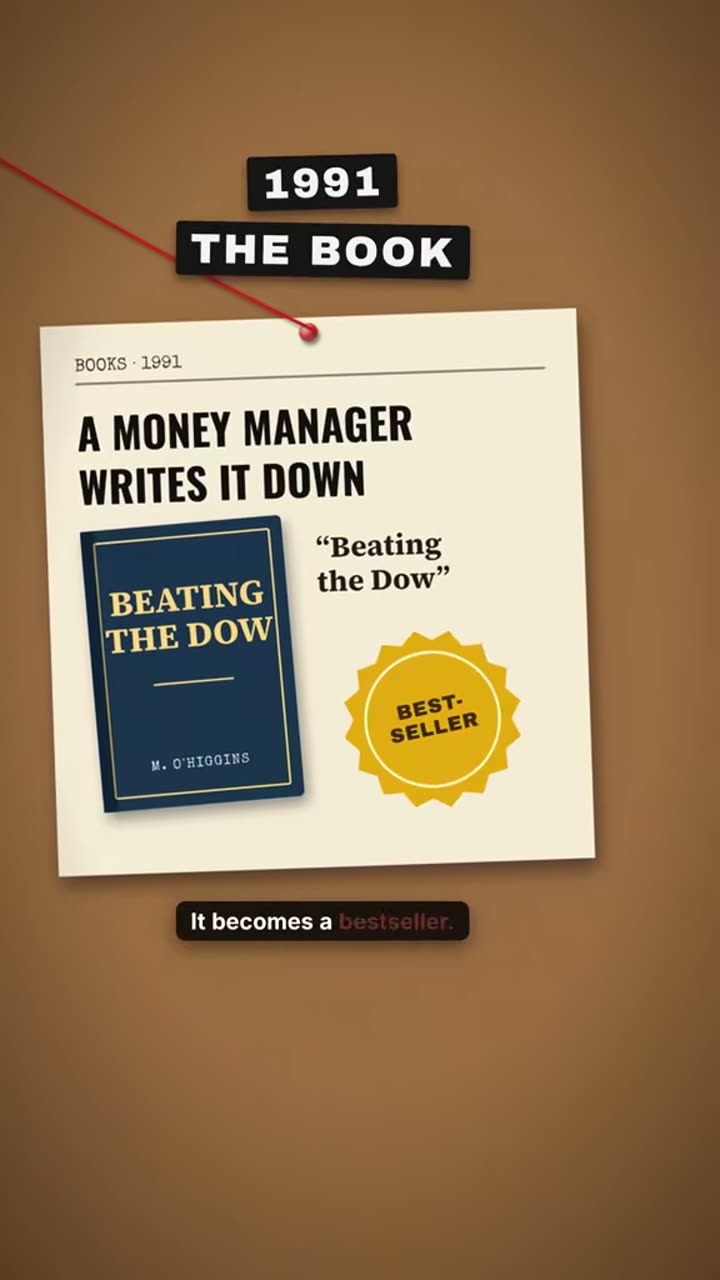 1991
THE BOOK
BOOKS · 1991
A MONEY MANAGER
WRITES IT DOWN
“Beating
the Dow”
BEATING
THE DOW
M. O'HIGGINS
BEST-
SELLER
It becomes a bestseller.